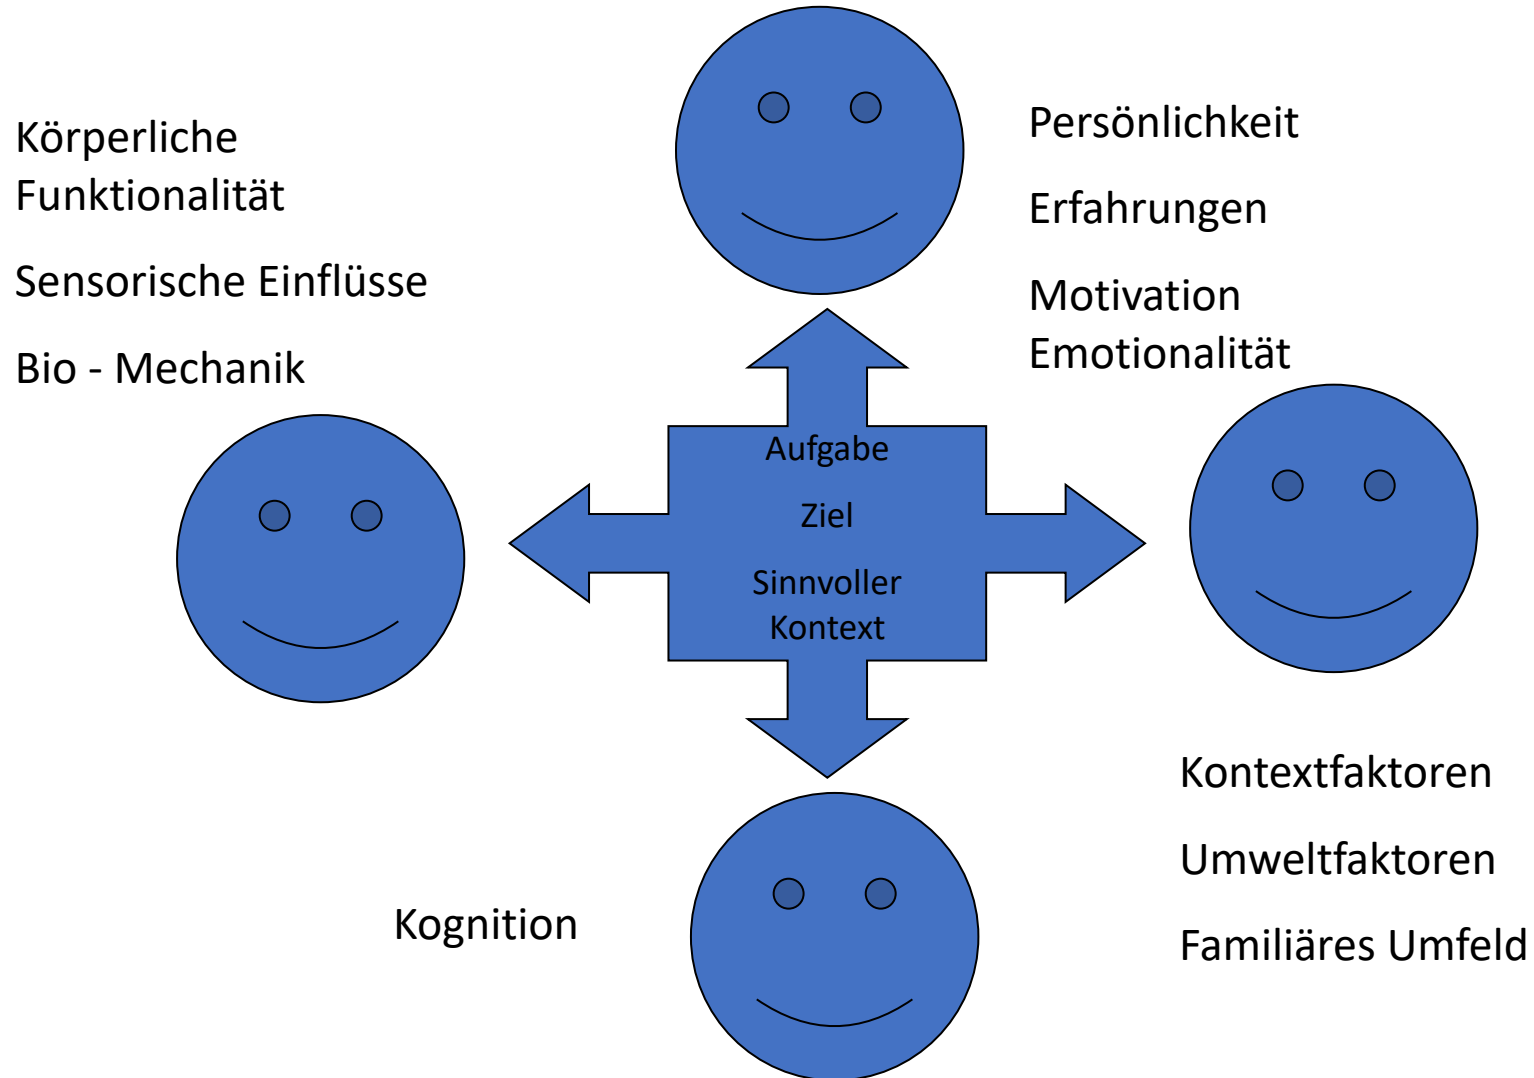 Körperliche
Funktionalität
Sensorische Einflüsse
Bio - Mechanik
Persönlichkeit
Erfahrungen
Motivation
Emotionalität
Aufgabe
Ziel
Sinnvoller
Kontext
Kognition
Kontextfaktoren
Umweltfaktoren
Familiäres Umfeld